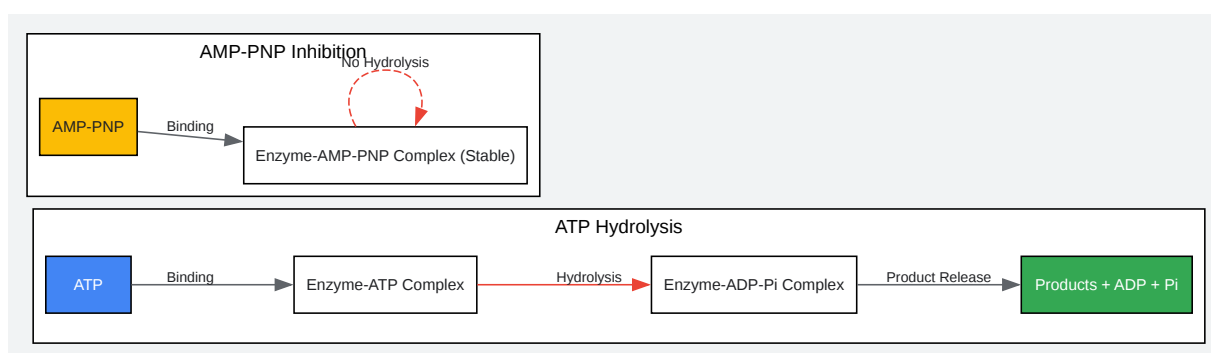 AMP-PNP Inhibition
No Hydrolysis
AMP-PNP
Binding
Enzyme-AMP-PNP Complex (Stable)
ATP Hydrolysis
ATP
Binding
Enzyme-ATP Complex
Hydrolysis
Enzyme-ADP-Pi Complex
Product Release
Products + ADP + Pi